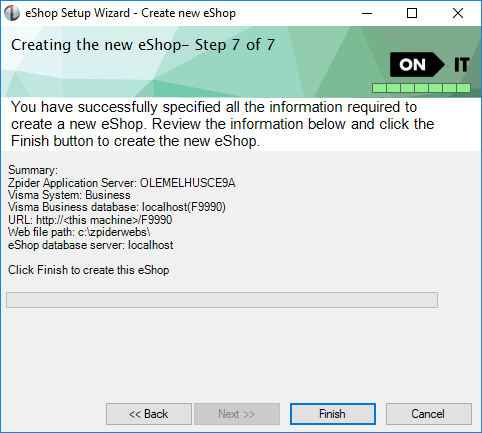 eShop Setup Wizard - Create new eShop
Creating the new eShop- Step 7 of 7
ON IT
You have successfully specified all the information required to
create a new eShop. Review the information below and click the
Finish button to create the new eShop.
Summary:
Zpider Application Server: OLEMELHUSCE9A
Visma System: Business
Visma Business database: localhost(F9990)
URL: http://<this machine>/F9990
Web file path: c:\zpiderwebs\
eShop database server: localhost
Click Finish to create this eShop
<< Back
Next >>
Finish
Cancel